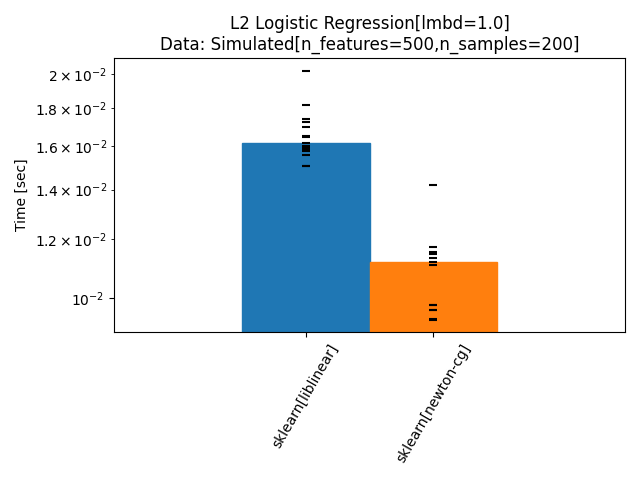 L2 Logistic Regression[lmbd=1.0]
Data: Simulated[n_features=500,n_samples=200]
Time [sec]
2 × 10⁻²
1.8 × 10⁻²
1.6 × 10⁻²
1.4 × 10⁻²
1.2 × 10⁻²
10⁻²
sklearn[liblinear]
sklearn[newton-cg]